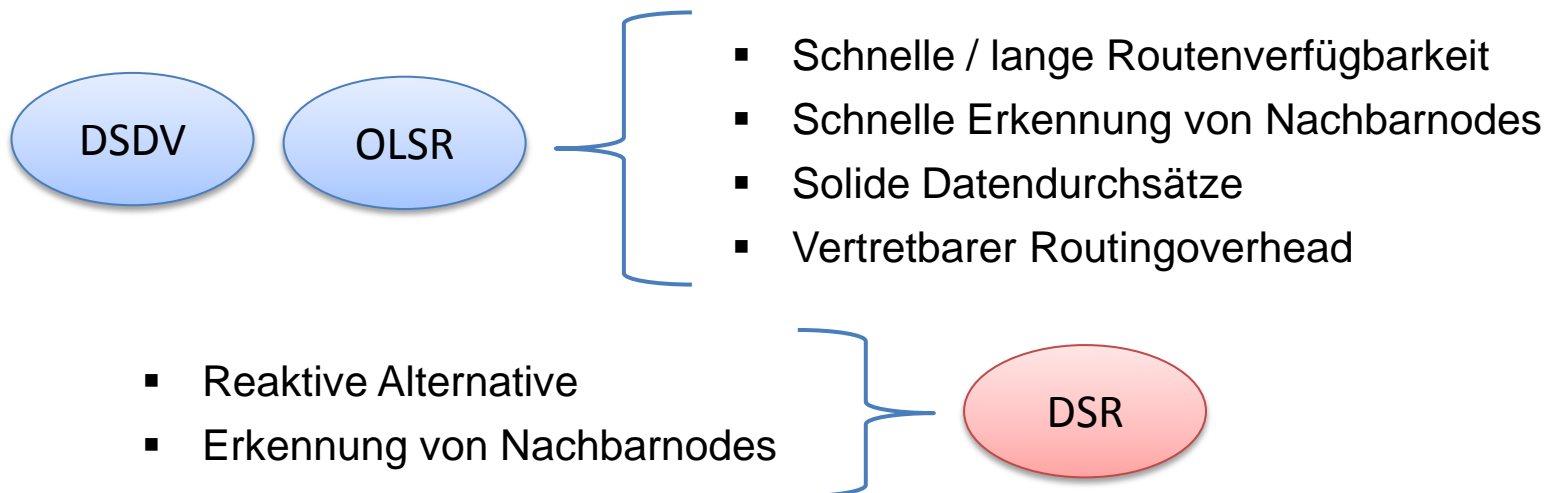 DSDV
OLSR
▪ Schnelle / lange Routenverfügbarkeit
▪ Schnelle Erkennung von Nachbarnodes
▪ Solide Datendurchsätze
▪ Vertretbarer Routingoverhead
▪ Reaktive Alternative
▪ Erkennung von Nachbarnodes
DSR